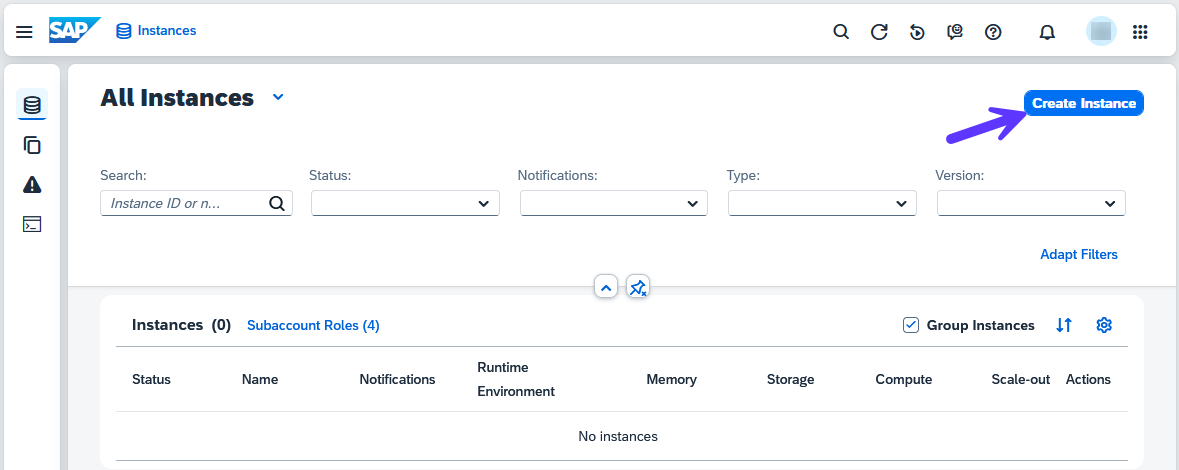 SAP Instances
All Instances
Create Instance
Search: Status: Notifications: Type: Version:
Instance ID or n...
Adapt Filters
Instances (0) Subaccount Roles (4) Group Instances
Status Name Notifications Runtime Environment Memory Storage Compute Scale-out Actions
No instances